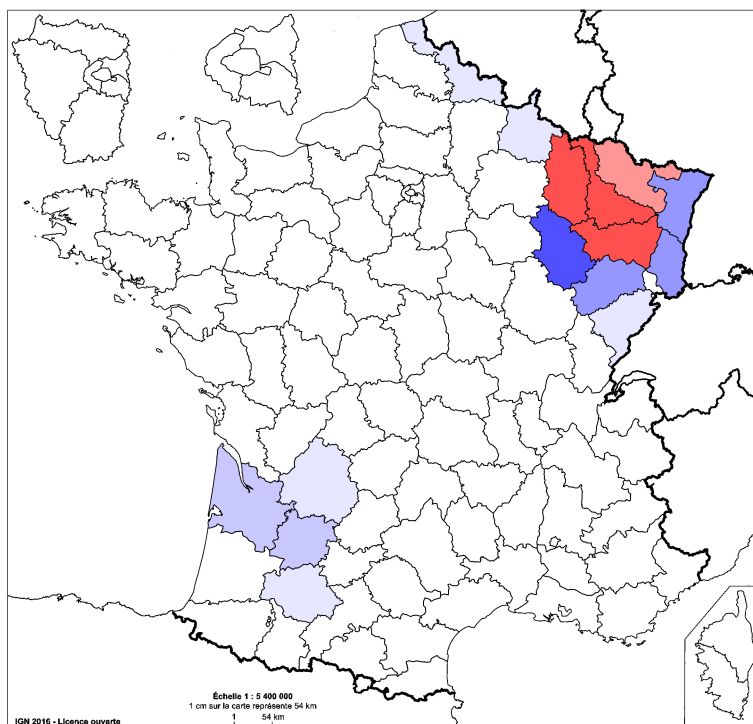 Échelle 1 : 5 400 000
1 cm sur la carte représente 54 km
1 54 km
IGN 2016 - Licence ouverte